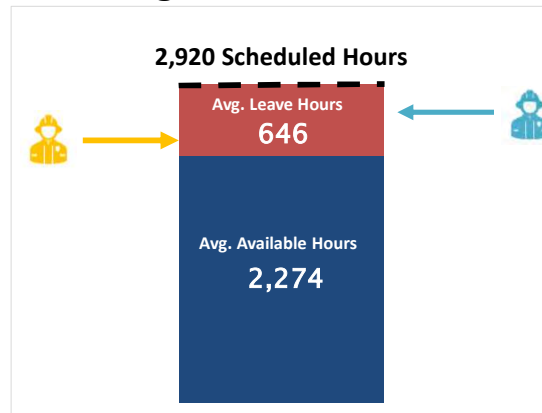 2,920 Scheduled Hours
Avg. Leave Hours
646
Avg. Available Hours
2,274